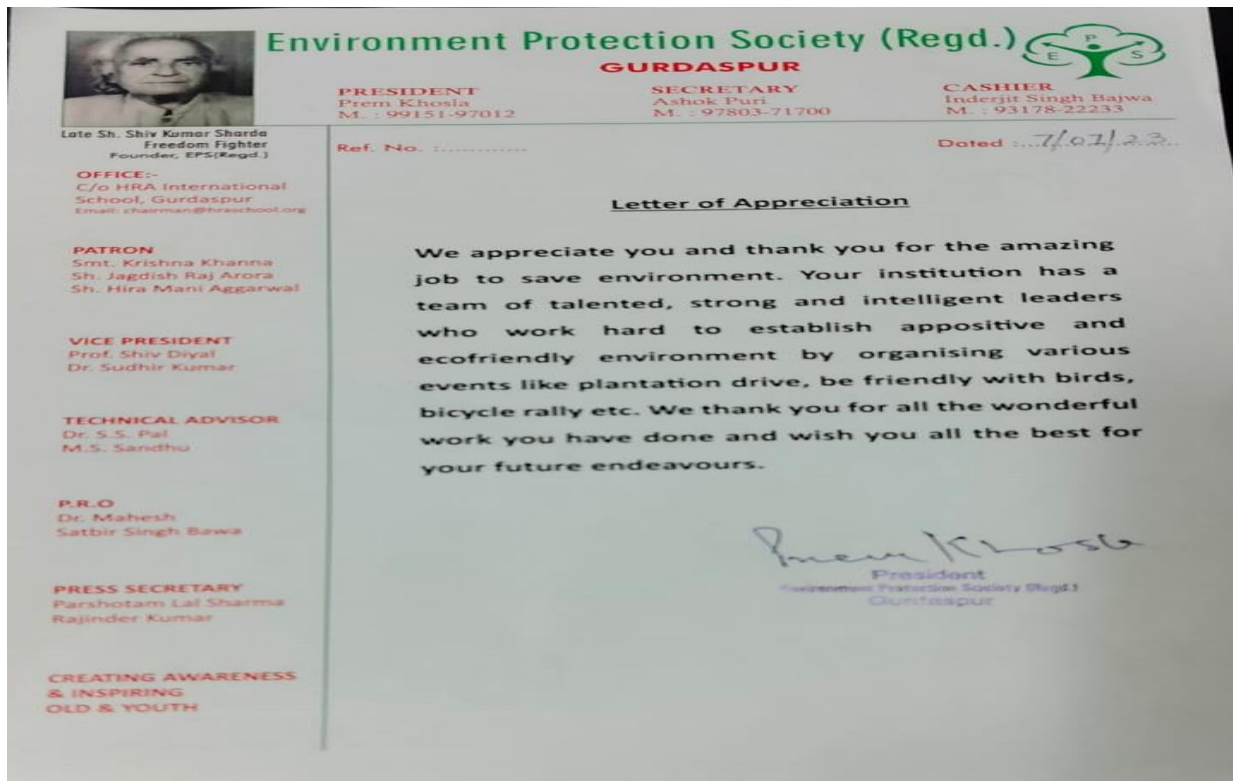 Environment Protection Society (Regd.)
E P S
GURDASPUR
PRESIDENT
Prem Khosla
M. : 99151-97012
SECRETARY
Ashok Puri
M. : 97803-71700
CASHIER
Inderjit Singh Bajwa
M. : 93178-22233
Late Sh. Shiv Kumar Sharda
Freedom Fighter
Founder, EPS(Regd.)
Ref. No. :............
Dated :...7/07/23..
OFFICE:-
C/o HRA International
School, Gurdaspur
Email: chairman@hraschool.org
PATRON
Smt. Krishna Khanna
Sh. Jagdish Raj Arora
Sh. Hira Mani Aggarwal
VICE PRESIDENT
Prof. Shiv Diyal
Dr. Sudhir Kumar
TECHNICAL ADVISOR
Dr. S.S. Pal
M.S. Sandhu
P.R.O
Dr. Mahesh
Satbir Singh Bawa
PRESS SECRETARY
Parshotam Lal Sharma
Rajinder Kumar
CREATING AWARENESS
& INSPIRING
OLD & YOUTH
Letter of Appreciation
We appreciate you and thank you for the amazing
job to save environment. Your institution has a
team of talented, strong and intelligent leaders
who work hard to establish appositive and
ecofriendly environment by organising various
events like plantation drive, be friendly with birds,
bicycle rally etc. We thank you for all the wonderful
work you have done and wish you all the best for
your future endeavours.
Prem Khosla
President
Environment Protection Society (Regd.)
Gurdaspur